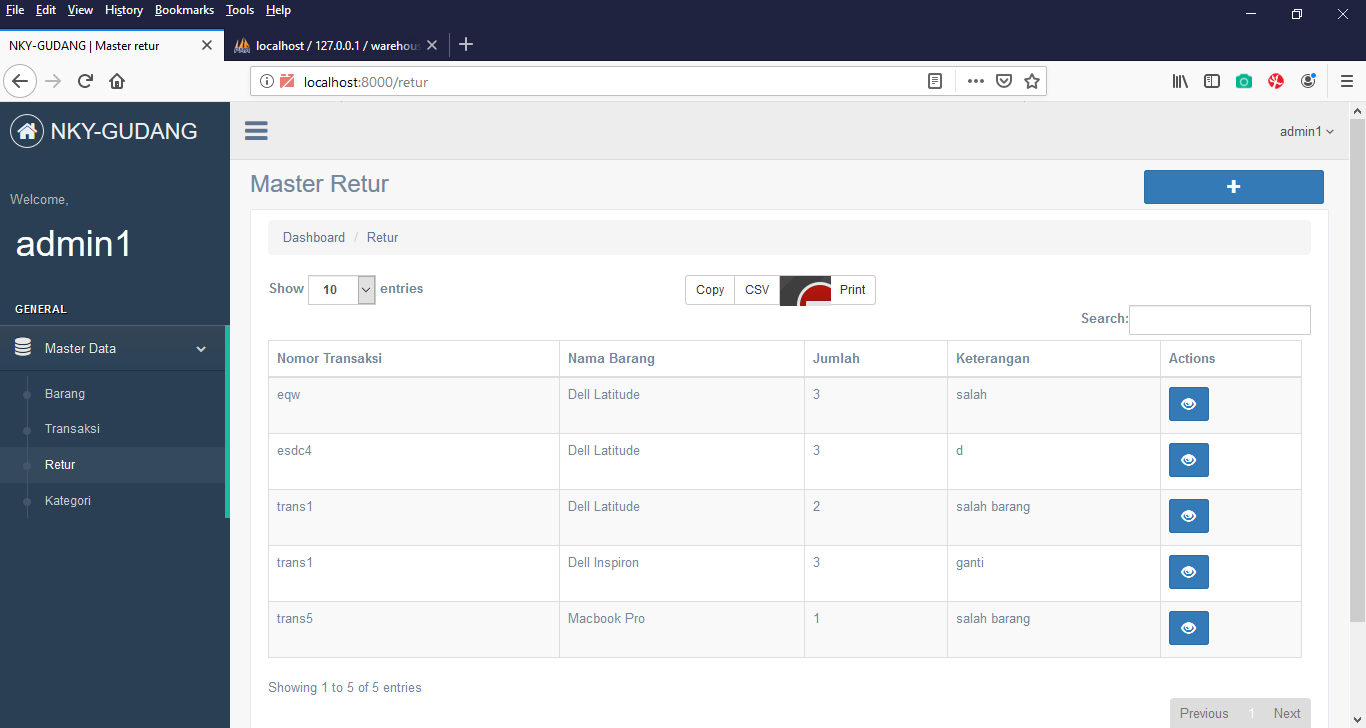 File Edit View History Bookmarks Tools Help
NKY-GUDANG | Master retur
localhost / 127.0.0.1 / warehou
localhost:8000/retur
NKY-GUDANG
admin1
Welcome,
admin1
GENERAL
Master Data
Barang
Transaksi
Retur
Kategori
Master Retur
Dashboard / Retur
Show 10 entries
Copy CSV Print
Search:
Nomor Transaksi Nama Barang Jumlah Keterangan Actions
eqw Dell Latitude 3 salah
esdc4 Dell Latitude 3 d
trans1 Dell Latitude 2 salah barang
trans1 Dell Inspiron 3 ganti
trans5 Macbook Pro 1 salah barang
Showing 1 to 5 of 5 entries
Previous 1 Next